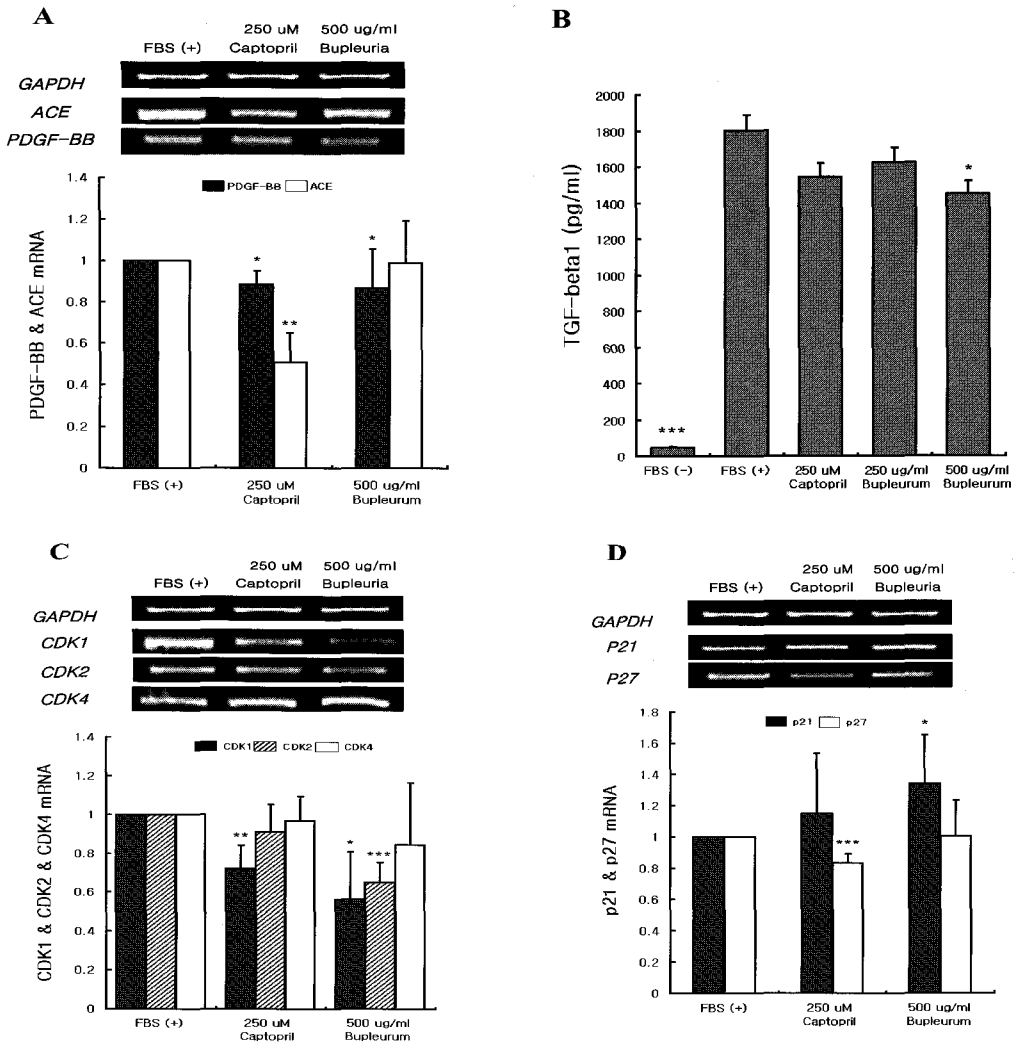 A
FBS (+)
250 uM
Captopril
500 ug/ml
Bupleuria
GAPDH
ACE
PDGF-BB
PDGF-BB
ACE
PDGF-BB & ACE mRNA
1.4
1.2
1
0.8
0.6
0.4
0.2
0
*
**
*
FBS (+)
250 uM
Captopril
500 ug/ml
Bupleurum
B
TGF-beta1 (pg/ml)
2000
1800
1600
1400
1200
1000
800
600
400
200
0
***
*
FBS (-)
FBS (+)
250 uM
Captopril
250 ug/ml
Bupleurum
500 ug/ml
Bupleurum
C
FBS (+)
250 uM
Captopril
500 ug/ml
Bupleuria
GAPDH
CDK1
CDK2
CDK4
CDK1
CDK2
CDK4
CDK1 & CDK2 & CDK4 mRNA
1.4
1.2
1
0.8
0.6
0.4
0.2
0
**
*
***
FBS (+)
250 uM
Captopril
500 ug/ml
Bupleurum
D
FBS (+)
250 uM
Captopril
500 ug/ml
Bupleuria
GAPDH
P21
P27
p21
p27
p21 & p27 mRNA
1.8
1.6
1.4
1.2
1
0.8
0.6
0.4
0.2
0
***
*
FBS (+)
250 uM
Captopril
500 ug/ml
Bupleurum